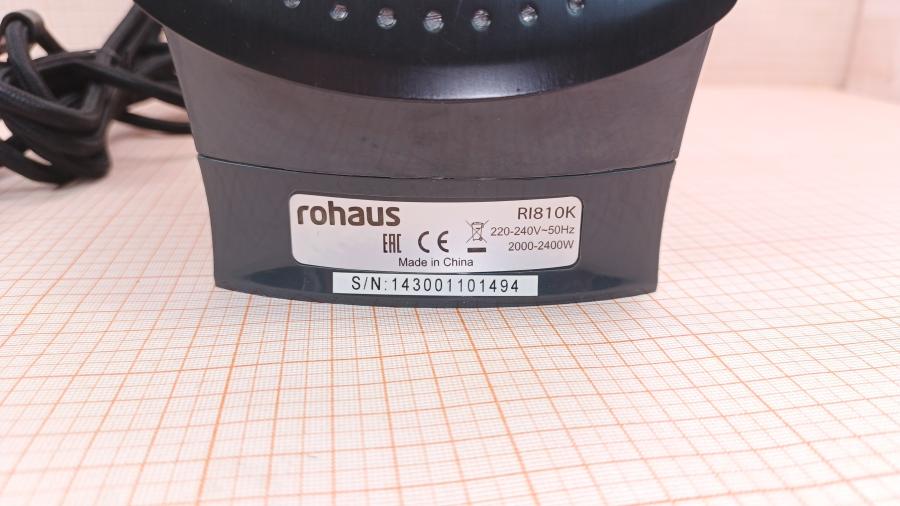 rohaus
RI810K
220-240V~50Hz
EAC CE
2000-2400W
Made in China
S/N:143001101494